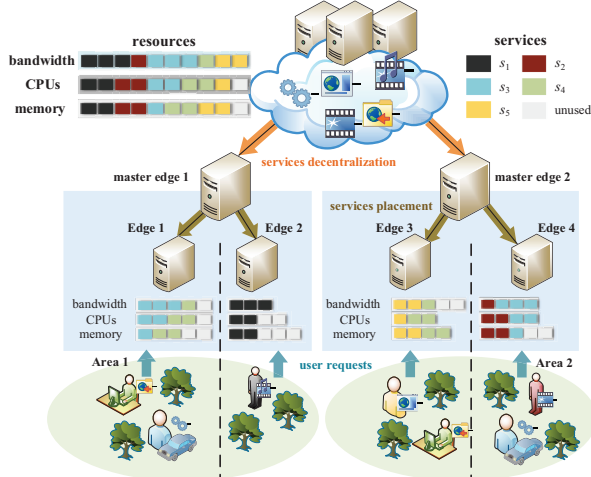 resources
services
bandwidth
CPUs
memory
s1
s2
s3
s4
s5
unused
services decentralization
master edge 1
master edge 2
services placement
Edge 1
Edge 2
Edge 3
Edge 4
bandwidth
CPUs
memory
bandwidth
CPUs
memory
Area 1
user requests
Area 2